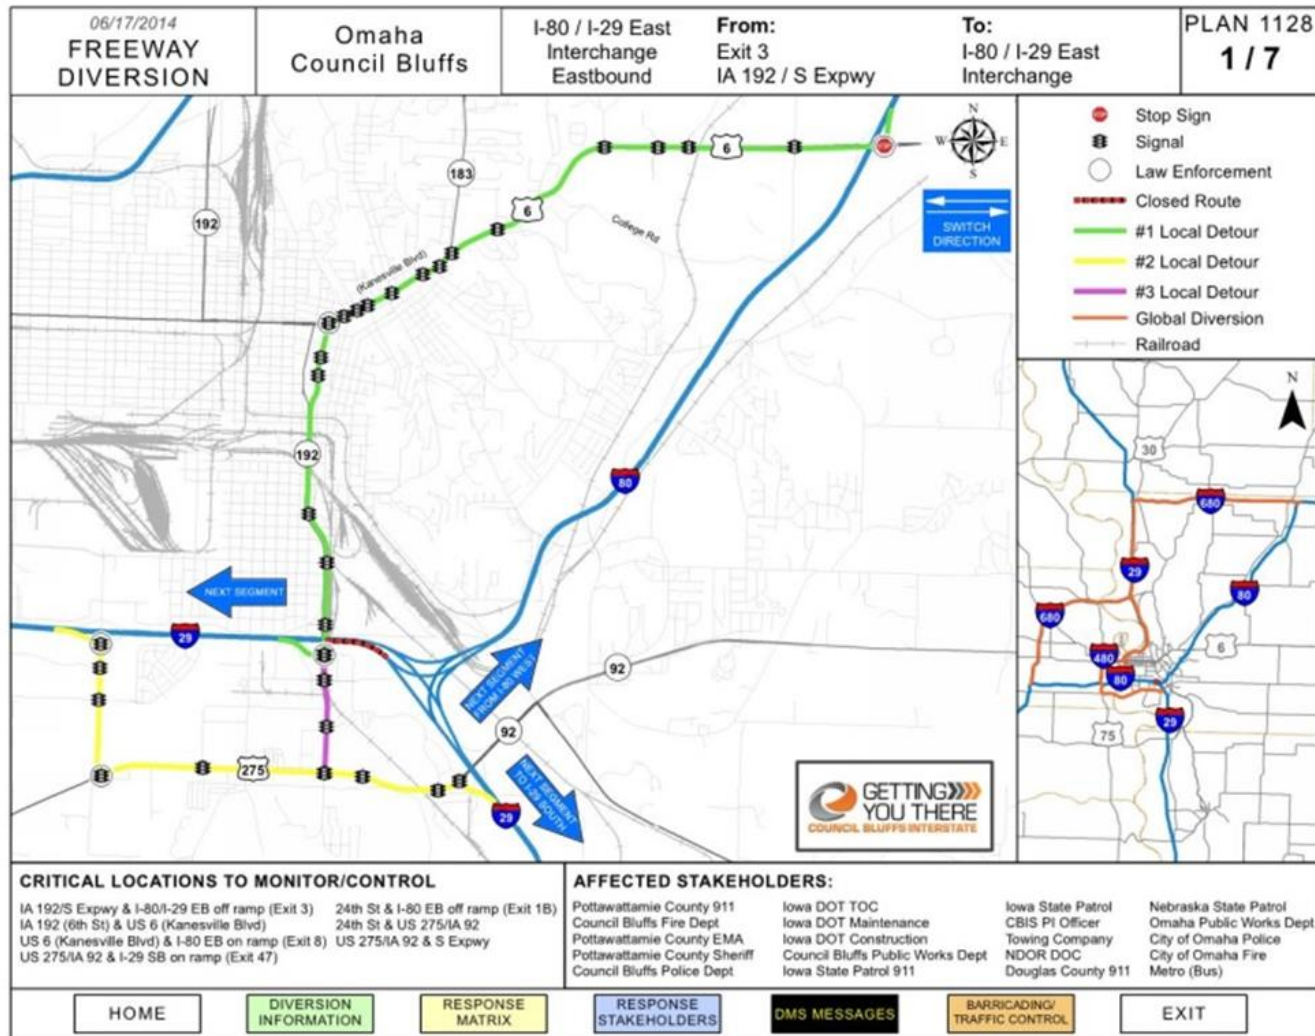 06/17/2014
FREEWAY
DIVERSION
Omaha
Council Bluffs
I-80 / I-29 East
Interchange
Eastbound
From:
Exit 3
IA 192 / S Expwy
To:
I-80 / I-29 East
Interchange
PLAN 1128
1 / 7
192
183
6
6
(Kanesville Blvd)
College Rd
192
80
NEXT SEGMENT
29
NEXT SEGMENT
FROM I-80 WEST
92
92
275
NEXT SEGMENT
TO I-29 SOUTH
29
STOP
N
W
E
S
SWITCH
DIRECTION
GETTING
YOU THERE
COUNCIL BLUFFS INTERSTATE
STOP
Stop Sign
Signal
Law Enforcement
Closed Route
#1 Local Detour
#2 Local Detour
#3 Local Detour
Global Diversion
Railroad
N
30
680
29
80
680
6
480
80
29
75
CRITICAL LOCATIONS TO MONITOR/CONTROL
IA 192/S Expwy & I-80/I-29 EB off ramp (Exit 3)
IA 192 (6th St) & US 6 (Kanesville Blvd)
US 6 (Kanesville Blvd) & I-80 EB on ramp (Exit 8)
US 275/IA 92 & I-29 SB on ramp (Exit 47)
24th St & I-80 EB off ramp (Exit 1B)
24th St & US 275/IA 92
US 275/IA 92 & S Expwy
AFFECTED STAKEHOLDERS:
Pottawattamie County 911
Council Bluffs Fire Dept
Pottawattamie County EMA
Pottawattamie County Sheriff
Council Bluffs Police Dept
Iowa DOT TOC
Iowa DOT Maintenance
Iowa DOT Construction
Council Bluffs Public Works Dept
Iowa State Patrol 911
Iowa State Patrol
CBIS PI Officer
Towing Company
NDOR DOC
Douglas County 911
Nebraska State Patrol
Omaha Public Works Dept
City of Omaha Police
City of Omaha Fire
Metro (Bus)
HOME
DIVERSION
INFORMATION
RESPONSE
MATRIX
RESPONSE
STAKEHOLDERS
DMS MESSAGES
BARRICADING/
TRAFFIC CONTROL
EXIT